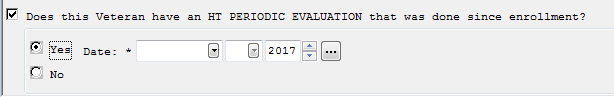 Does this Veteran have an HT PERIODIC EVALUATION that was done since enrollment?
Yes Date: * 2017 ...
No